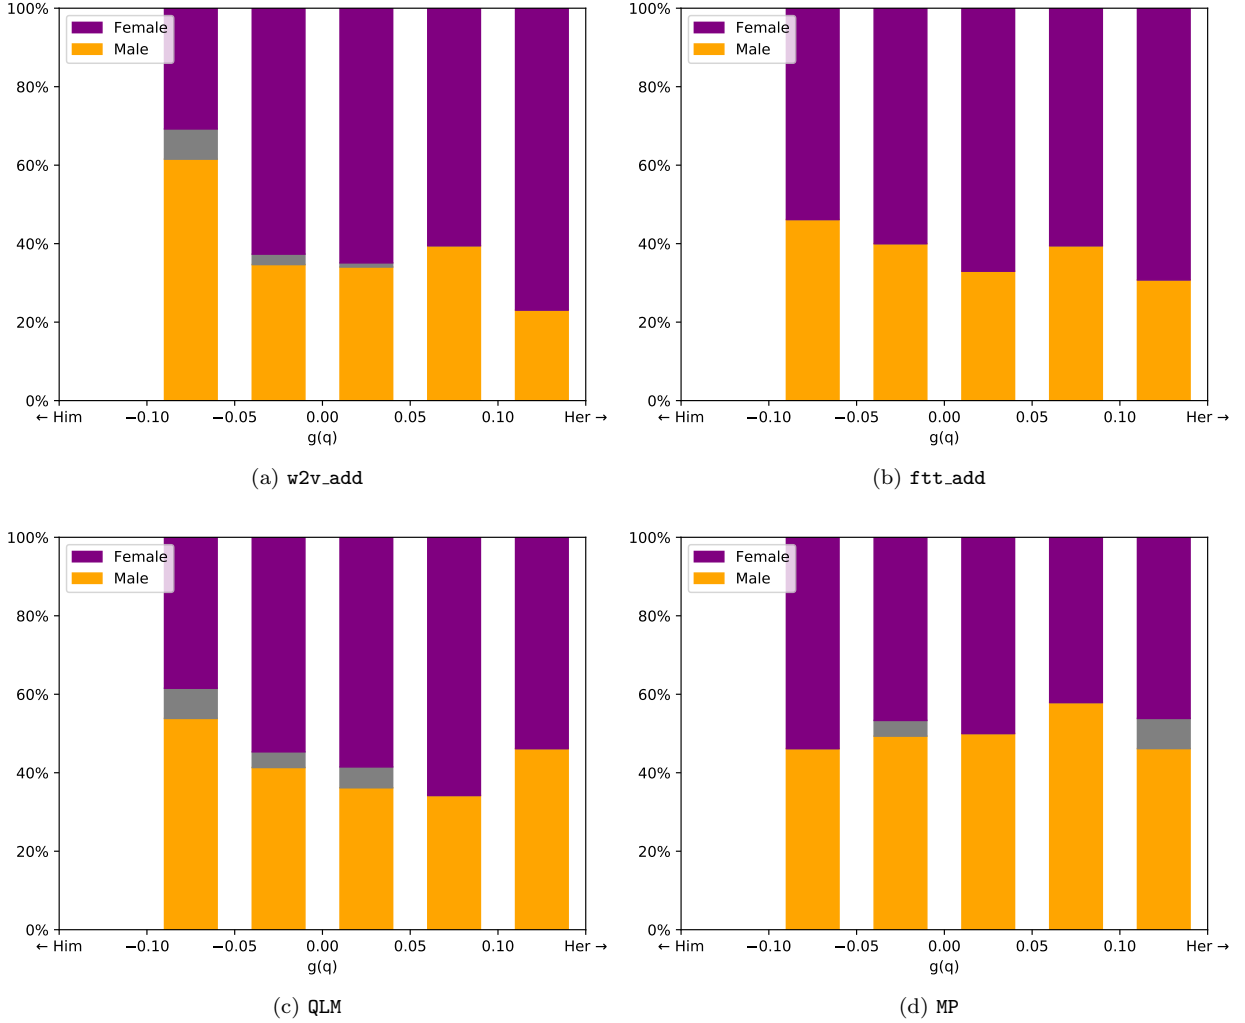 100%
80%
60%
40%
20%
0%
Female
Male
← Him
−0.10
−0.05
0.00
0.05
0.10
Her →
g(q)
(a) w2v_add
100%
80%
60%
40%
20%
0%
Female
Male
← Him
−0.10
−0.05
0.00
0.05
0.10
Her →
g(q)
(b) ftt_add
100%
80%
60%
40%
20%
0%
Female
Male
← Him
−0.10
−0.05
0.00
0.05
0.10
Her →
g(q)
(c) QLM
100%
80%
60%
40%
20%
0%
Female
Male
← Him
−0.10
−0.05
0.00
0.05
0.10
Her →
g(q)
(d) MP